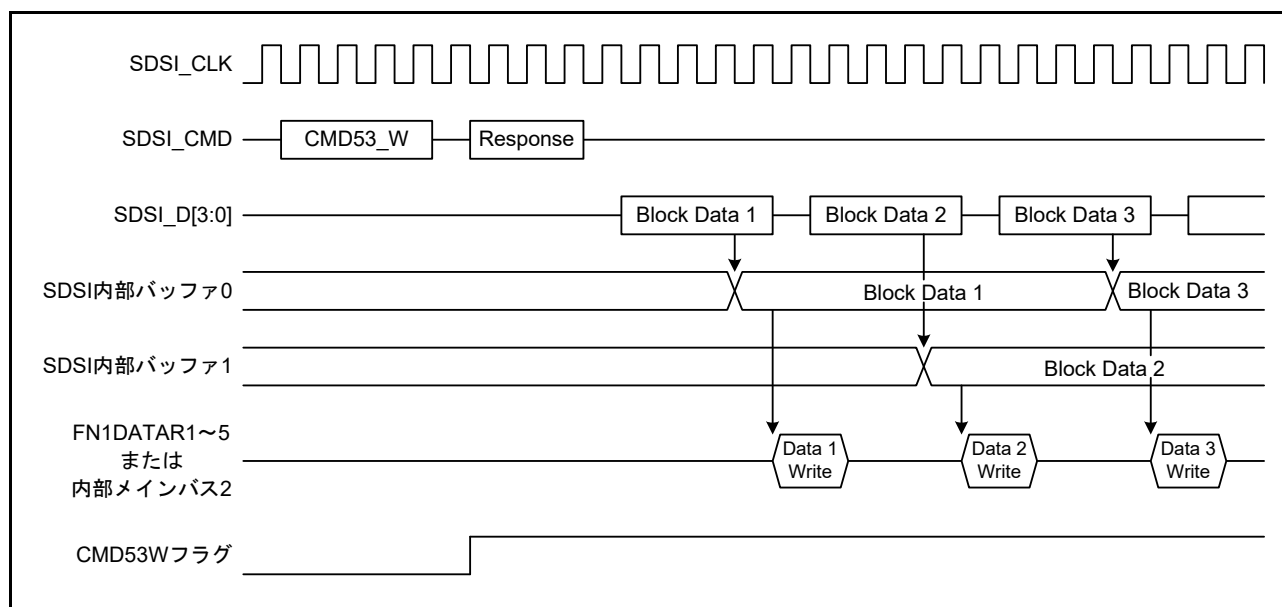 SDSI_CLK
SDSI_CMD
CMD53_W
Response
SDSI_D[3:0]
Block Data 1
Block Data 2
Block Data 3
SDSI内部バッファ0
Block Data 1
Block Data 3
SDSI内部バッファ1
Block Data 2
FN1DATAR1～5
または
内部メインバス2
Data 1
Write
Data 2
Write
Data 3
Write
CMD53Wフラグ